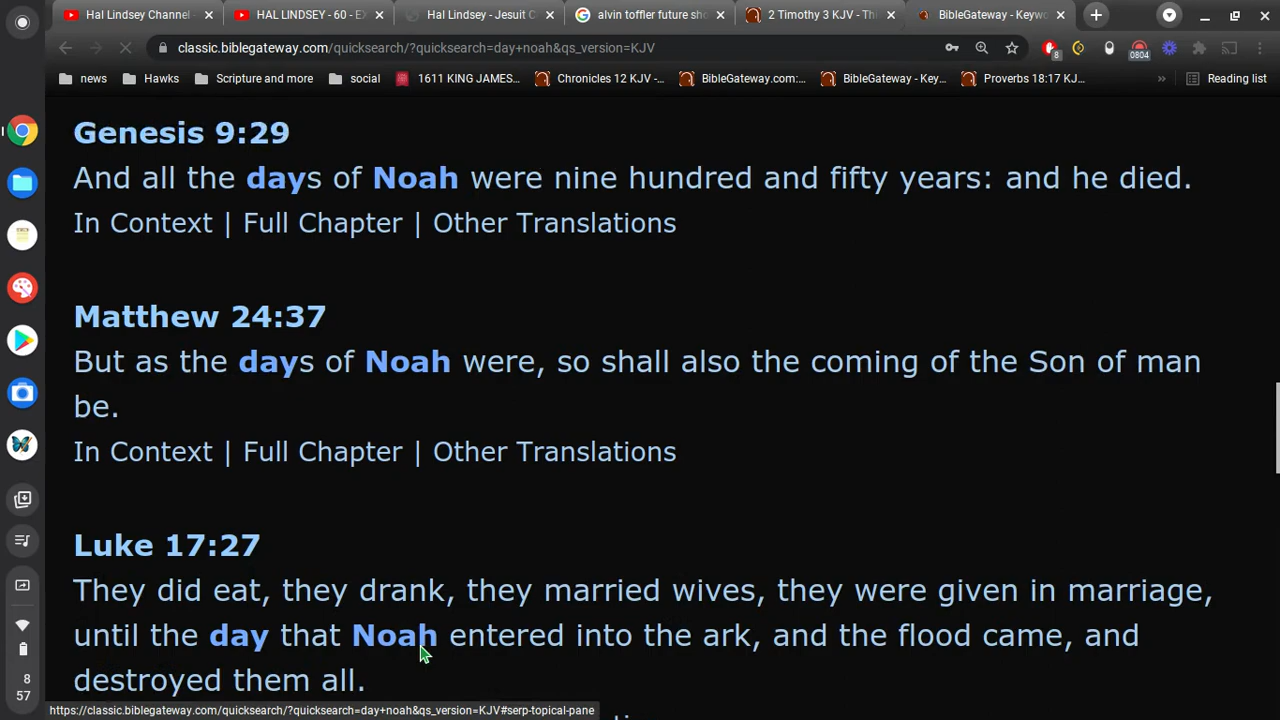 Hal Lindsey Channel -
HAL LINDSEY - 60 - EX
Hal Lindsey - Jesuit C
alvin toffler future sho
2 Timothy 3 KJV - Thi
BibleGateway - Keywo
classic.biblegateway.com/quicksearch/?quicksearch=day+noah&qs_version=KJV
8
0804
news
Hawks
Scripture and more
social
1611 KING JAMES...
Chronicles 12 KJV -...
BibleGateway.com:...
BibleGateway - Key...
Proverbs 18:17 KJ...
»
Reading list
Genesis 9:29
And all the days of Noah were nine hundred and fifty years: and he died.
In Context | Full Chapter | Other Translations
Matthew 24:37
But as the days of Noah were, so shall also the coming of the Son of man
be.
In Context | Full Chapter | Other Translations
Luke 17:27
They did eat, they drank, they married wives, they were given in marriage,
until the day that Noah entered into the ark, and the flood came, and
destroyed them all.
8
57
https://classic.biblegateway.com/quicksearch/?quicksearch=day+noah&qs_version=KJV#serp-topical-pane